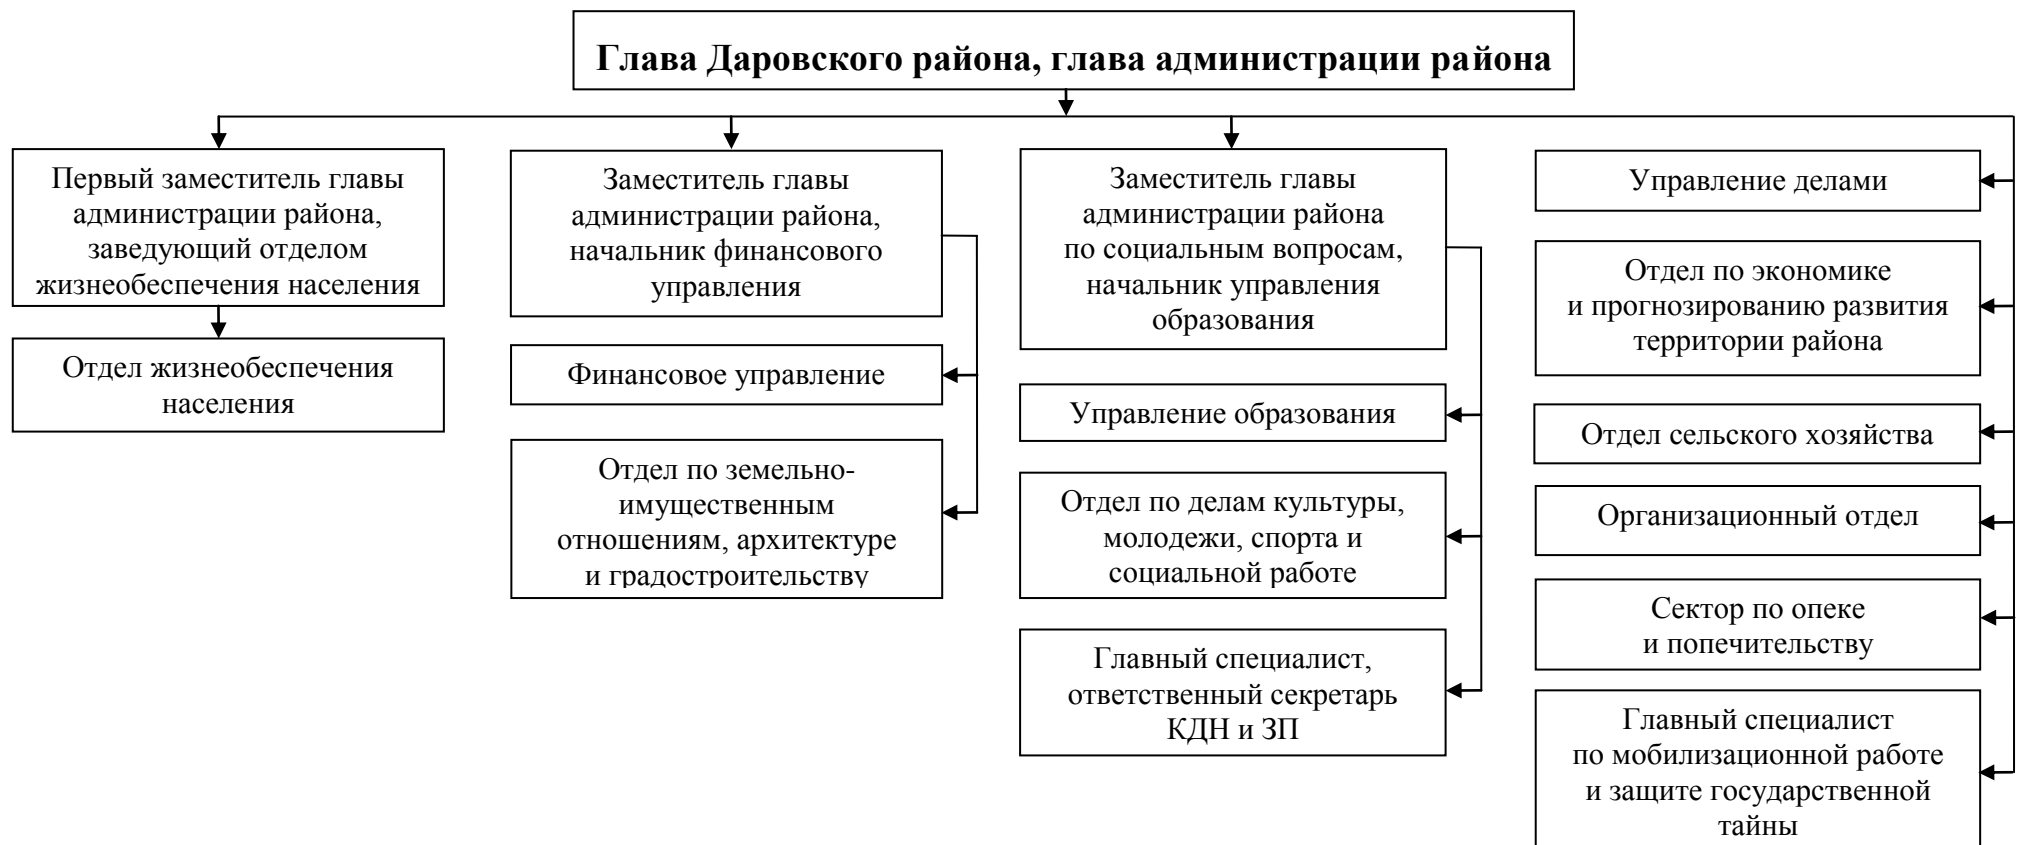 Глава Даровского района, глава администрации района
Первый заместитель главы
администрации района,
заведующий отделом
жизнеобеспечения населения
Отдел жизнеобеспечения
населения
Заместитель главы
администрации района,
начальник финансового
управления
Финансовое управление
Отдел по земельно-
имущественным
отношениям, архитектуре
и градостроительству
Заместитель главы
администрации района
по социальным вопросам,
начальник управления
образования
Управление образования
Отдел по делам культуры,
молодежи, спорта и
социальной работе
Главный специалист,
ответственный секретарь
КДН и ЗП
Управление делами
Отдел по экономике
и прогнозированию развития
территории района
Отдел сельского хозяйства
Организационный отдел
Сектор по опеке
и попечительству
Главный специалист
по мобилизационной работе
и защите государственной
тайны